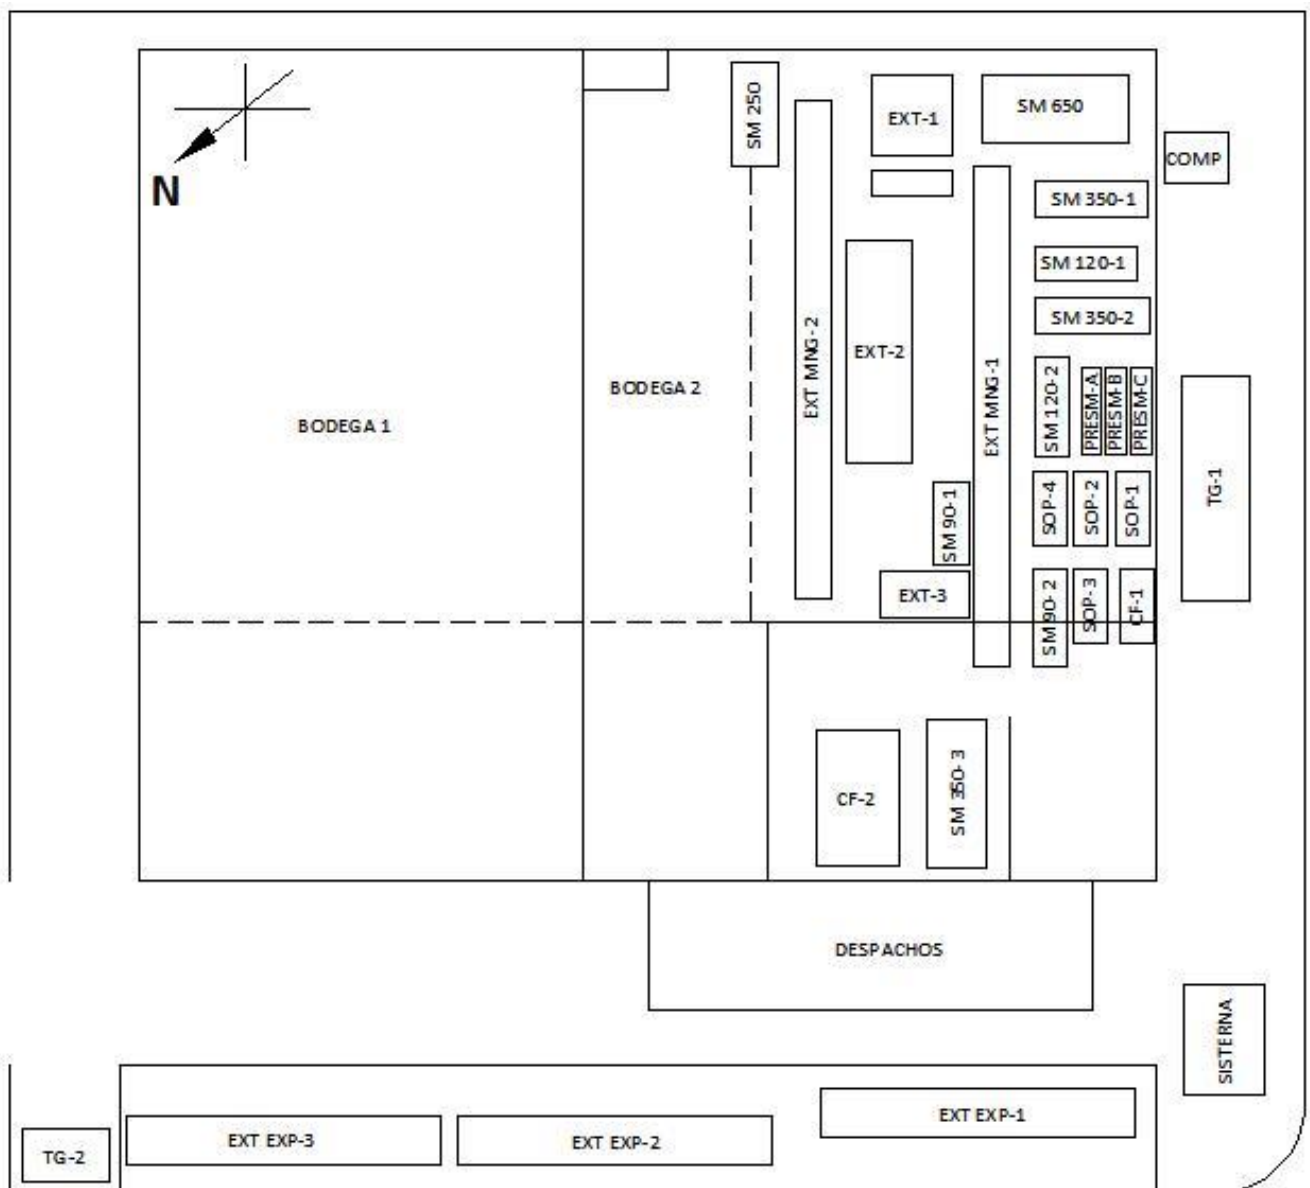 N
SM 250
EXT-1
SM 650
COMP
SM 350-1
SM 120-1
SM 350-2
EXT MNG-2
EXT-2
EXT MNG-1
SM 120-2
PRESM-A
PRESM-B
PRESM-C
BODEGA 1
BODEGA 2
TG-1
SM 90-1
SOP-4
SOP-2
SOP-1
EXT-3
SM 90-2
SOP-3
CF-1
CF-2
SM 350-3
DESPACHOS
SISTERNA
EXT EXP-1
EXT EXP-2
EXT EXP-3
TG-2